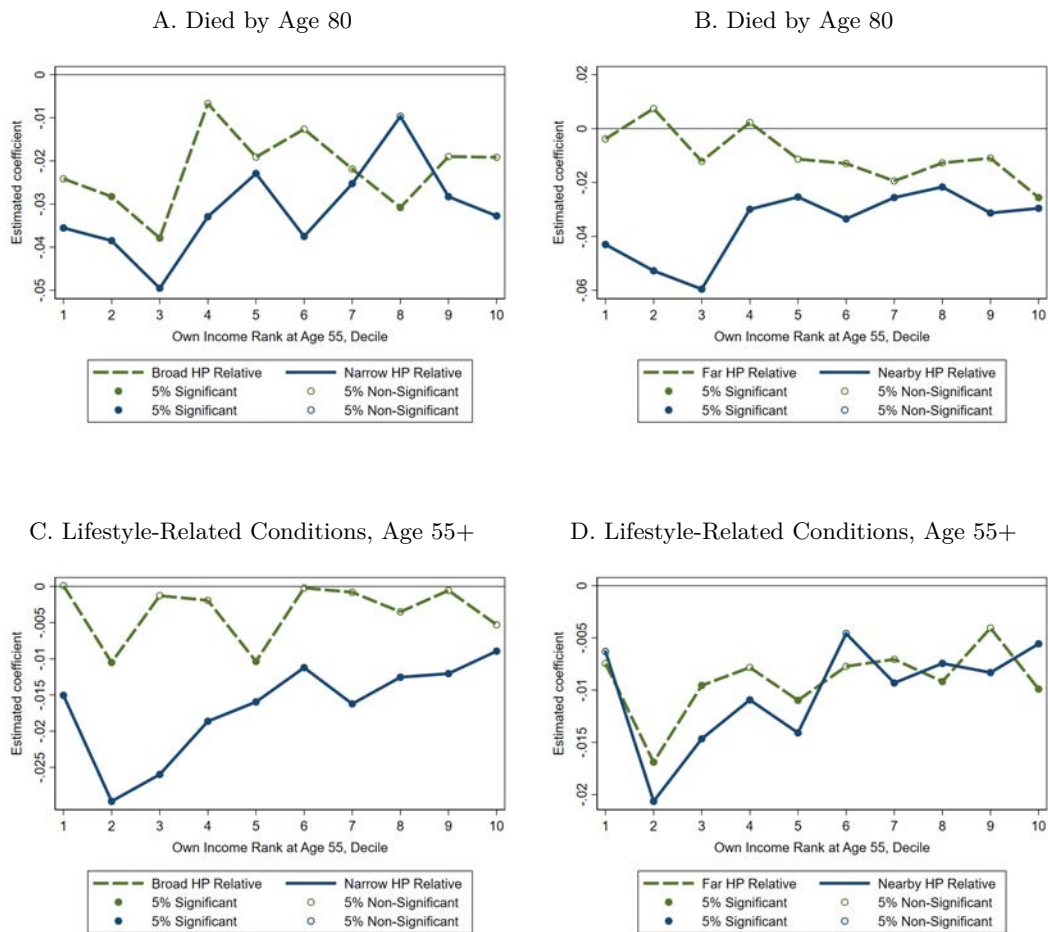 A. Died by Age 80
B. Died by Age 80
Estimated coefficient
0
-.01
-.02
-.03
-.04
-.05
1 2 3 4 5 6 7 8 9 10
Own Income Rank at Age 55, Decile
Broad HP Relative Narrow HP Relative
5% Significant 5% Non-Significant
5% Significant 5% Non-Significant
Estimated coefficient
.02
0
-.02
-.04
-.06
1 2 3 4 5 6 7 8 9 10
Own Income Rank at Age 55, Decile
Far HP Relative Nearby HP Relative
5% Significant 5% Non-Significant
5% Significant 5% Non-Significant
C. Lifestyle-Related Conditions, Age 55+
D. Lifestyle-Related Conditions, Age 55+
Estimated coefficient
0
-.005
-.01
-.015
-.02
-.025
1 2 3 4 5 6 7 8 9 10
Own Income Rank at Age 55, Decile
Broad HP Relative Narrow HP Relative
5% Significant 5% Non-Significant
5% Significant 5% Non-Significant
Estimated coefficient
0
-.005
-.01
-.015
-.02
1 2 3 4 5 6 7 8 9 10
Own Income Rank at Age 55, Decile
Far HP Relative Nearby HP Relative
5% Significant 5% Non-Significant
5% Significant 5% Non-Significant